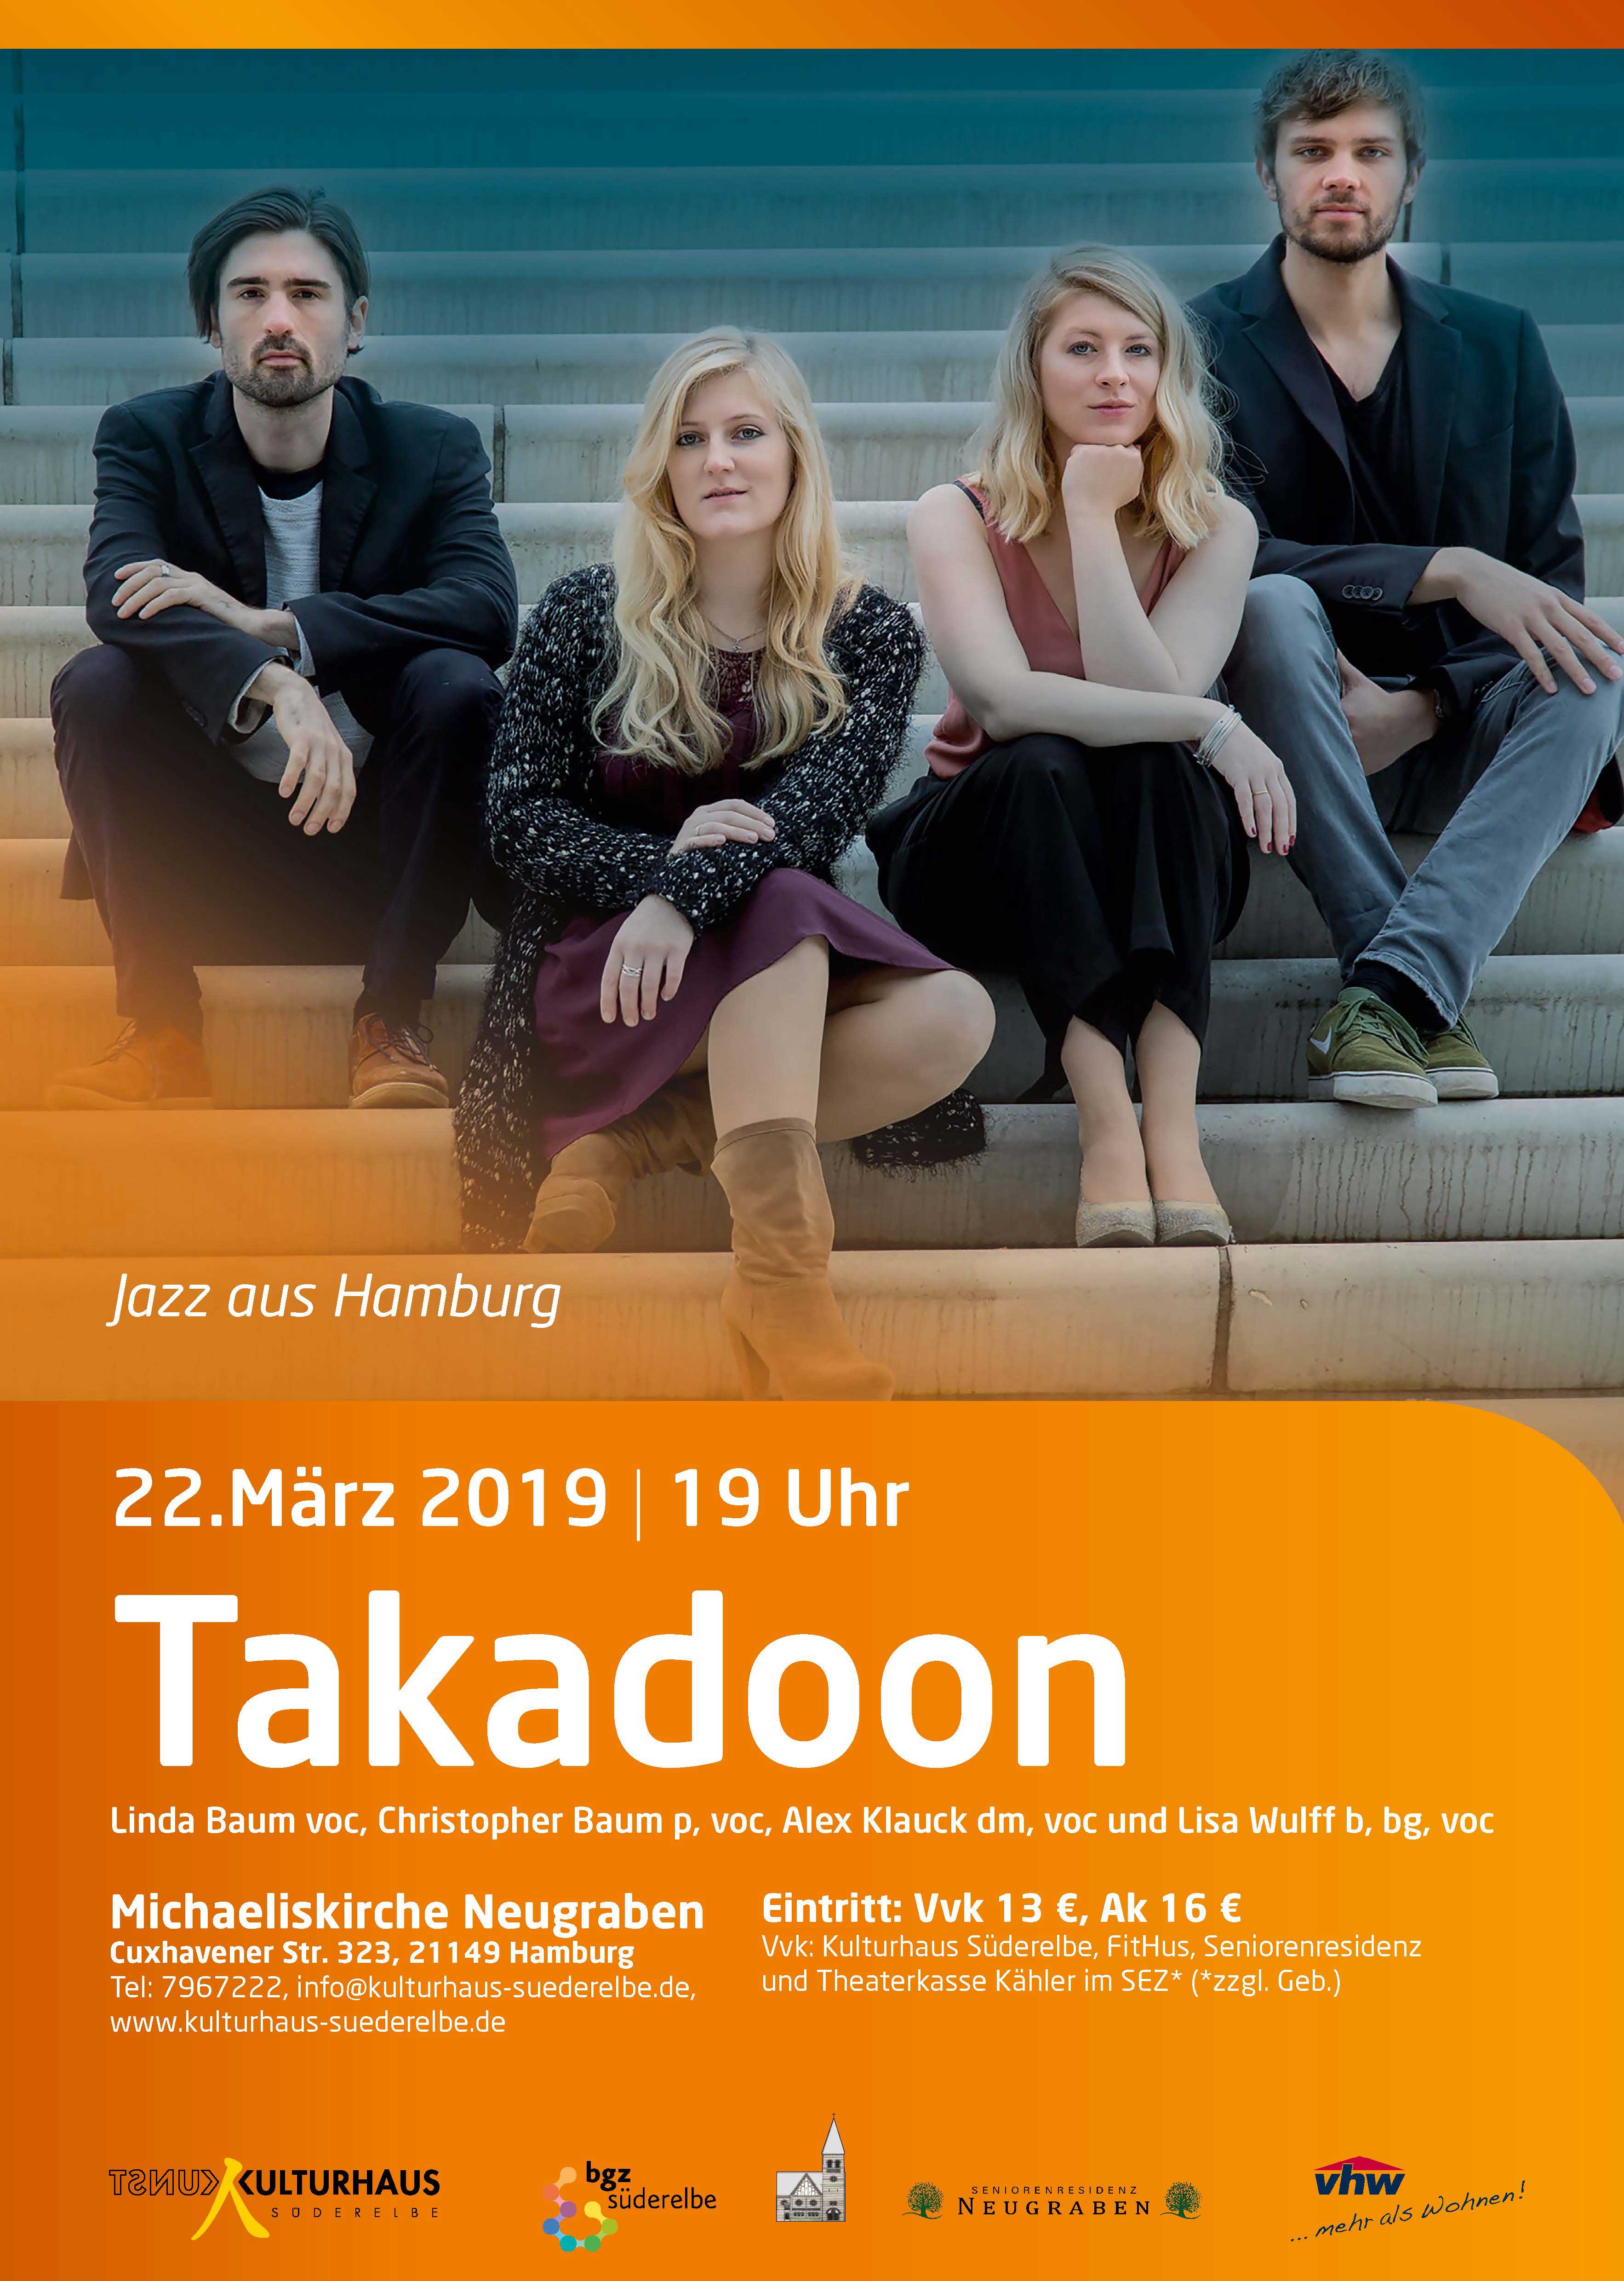 Jazz aus Hamburg
22.März 2019 | 19 Uhr
Takadoon
Linda Baum voc, Christopher Baum p, voc, Alex Klauck dm, voc und Lisa Wulff b, bg, voc
Michaeliskirche Neugraben
Cuxhavener Str. 323, 21149 Hamburg
Tel: 7967222, info@kulturhaus-suederelbe.de,
www.kulturhaus-suederelbe.de
Eintritt: Vvk 13 €, Ak 16 €
Vvk: Kulturhaus Süderelbe, FitHus, Seniorenresidenz
und Theaterkasse Kähler im SEZ* (*zzgl. Geb.)
KUNST KULTURHAUS
SÜDERELBE
bgz
süderelbe
SENIORENRESIDENZ
NEUGRABEN
vhw
... mehr als Wohnen!